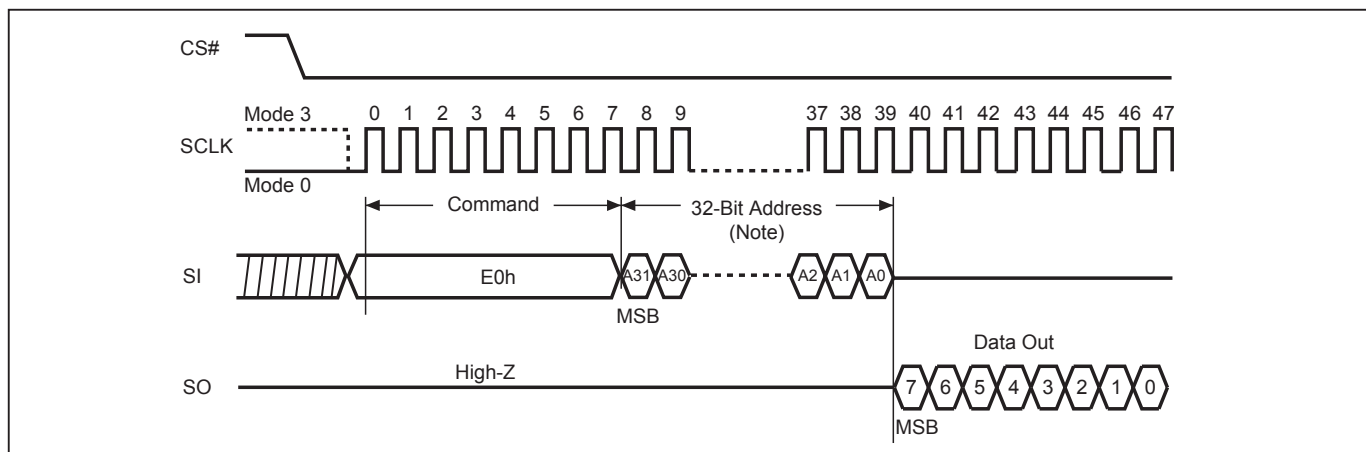 CS#
Mode 3
0 1 2 3 4 5 6 7 8 9 37 38 39 40 41 42 43 44 45 46 47
SCLK
Mode 0
Command
32-Bit Address
(Note)
SI
E0h
A31 A30 A2 A1 A0
MSB
Data Out
High-Z
SO
7 6 5 4 3 2 1 0
MSB